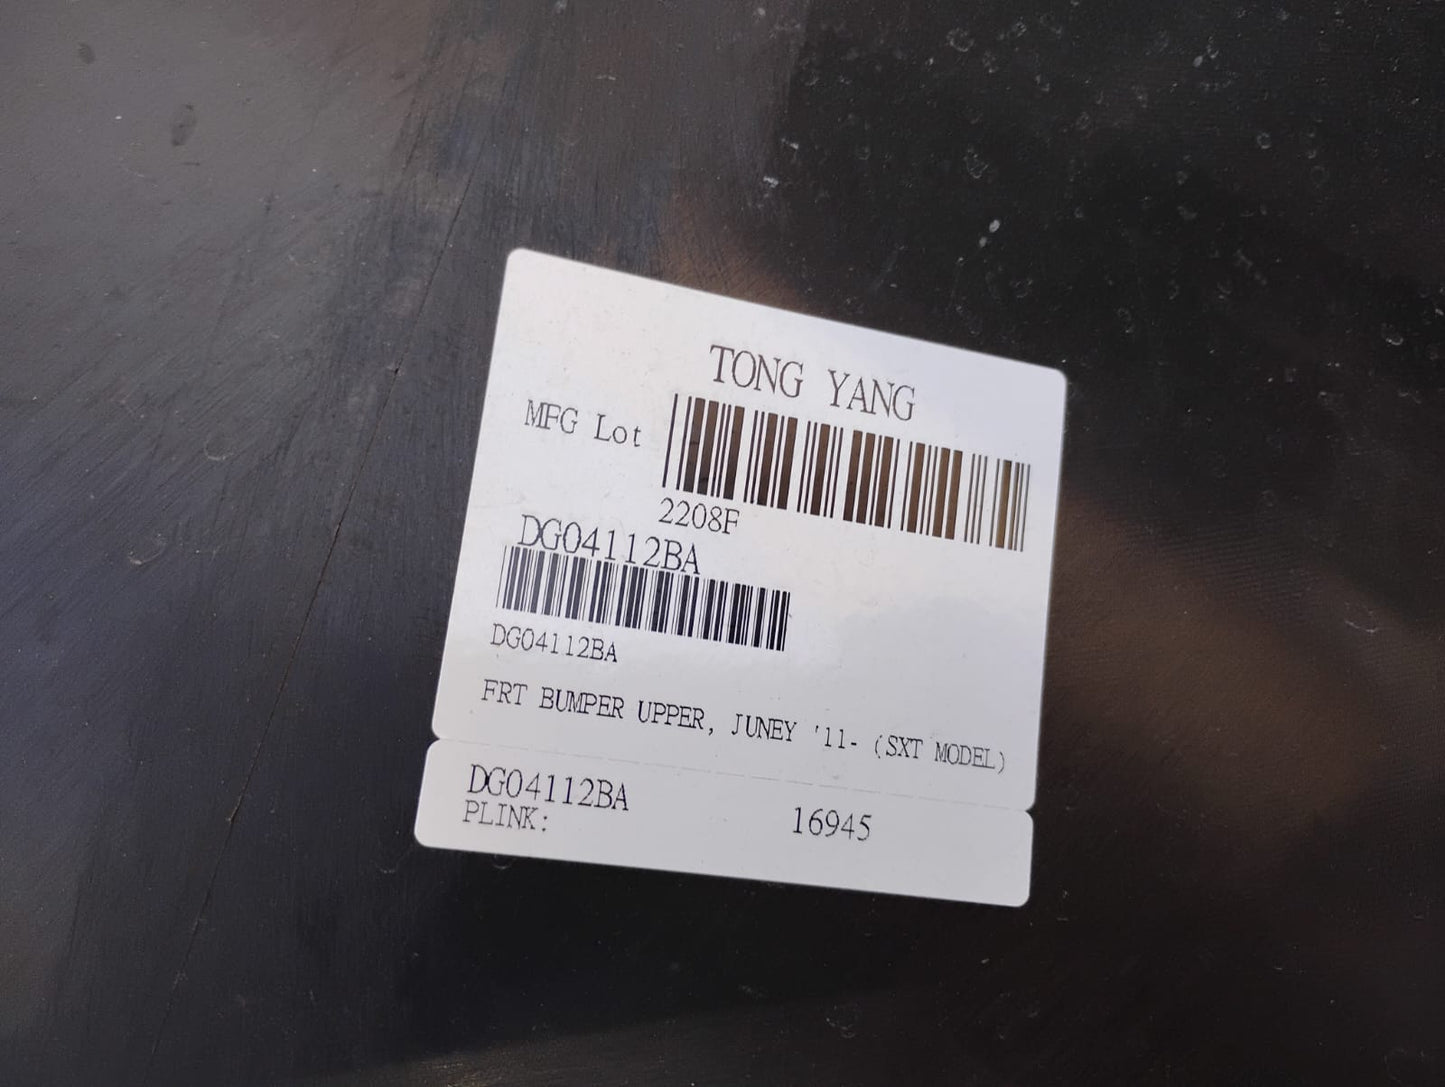 TONG YANG
MFG Lot
2208F
DG04112BA
DG04112BA
FRT BUMPER UPPER, JUNEY '11- (SXT MODEL)
DG04112BA 16945
PLINK: